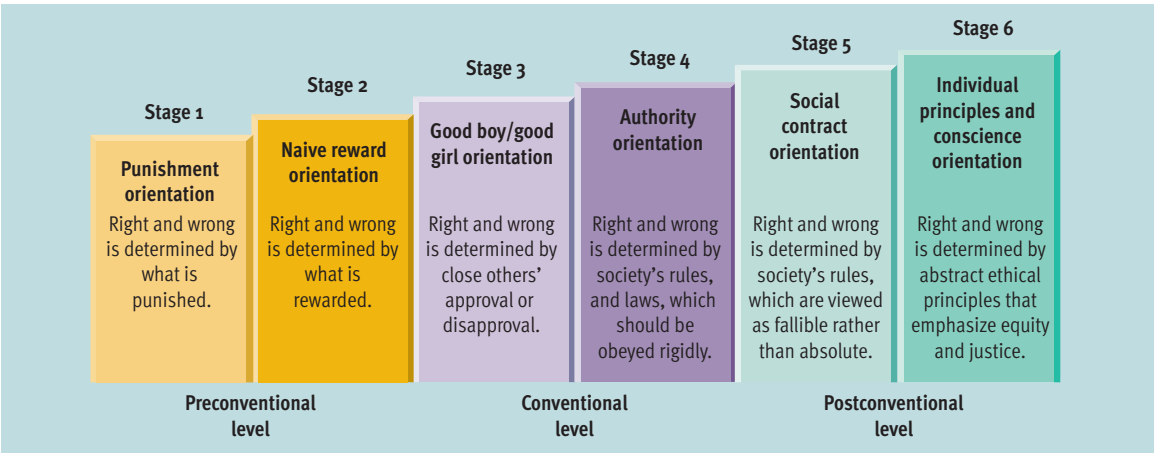 Stage 1
Punishment
orientation
Right and wrong
is determined by
what is
punished.
Stage 2
Naive reward
orientation
Right and wrong
is determined by
what is
rewarded.
Preconventional
level
Stage 3
Good boy/good
girl orientation
Right and wrong
is determined by
close others’
approval or
disapproval.
Stage 4
Authority
orientation
Right and wrong
is determined by
society’s rules,
and laws, which
should be
obeyed rigidly.
Conventional
level
Stage 5
Social
contract
orientation
Right and wrong
is determined by
society’s rules,
which are viewed
as fallible rather
than absolute.
Stage 6
Individual
principles and
conscience
orientation
Right and wrong
is determined by
abstract ethical
principles that
emphasize equity
and justice.
Postconventional
level